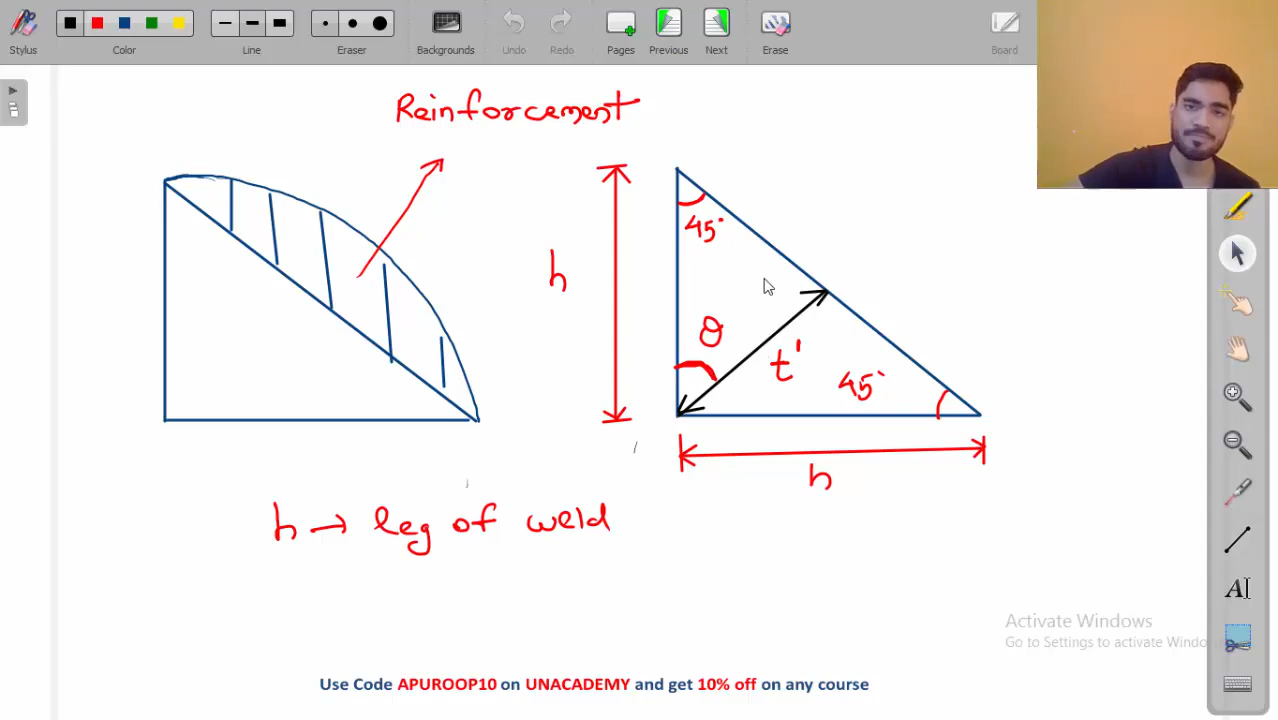 Stylus
Color
Line
Eraser
Backgrounds
Undo
Redo
Pages
Previous
Next
Erase
Board
Reinforcement
45°
h
θ
t'
45°
h
h → leg of weld
A
Activate Windows
Go to Settings to activate Windo
Use Code APUROOP10 on UNACADEMY and get 10% off on any course